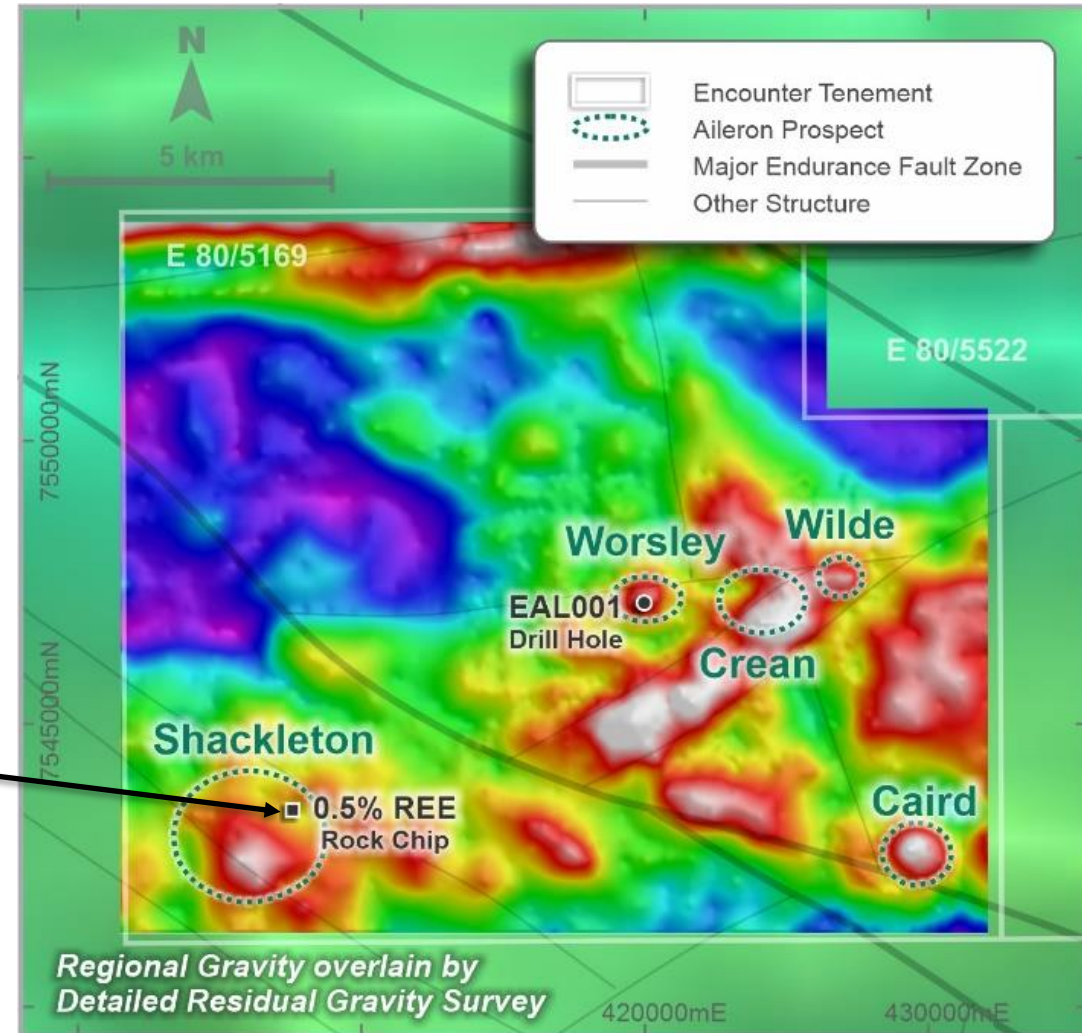 N
5 km
Encounter Tenement
Aileron Prospect
Major Endurance Fault Zone
Other Structure
E 80/5169
E 80/5522
7550000mN
Worsley
Wilde
EAL001
Drill Hole
Crean
7545000mN
Shackleton
0.5% REE
Rock Chip
Caird
Regional Gravity overlain by
Detailed Residual Gravity Survey
420000mE
430000mE